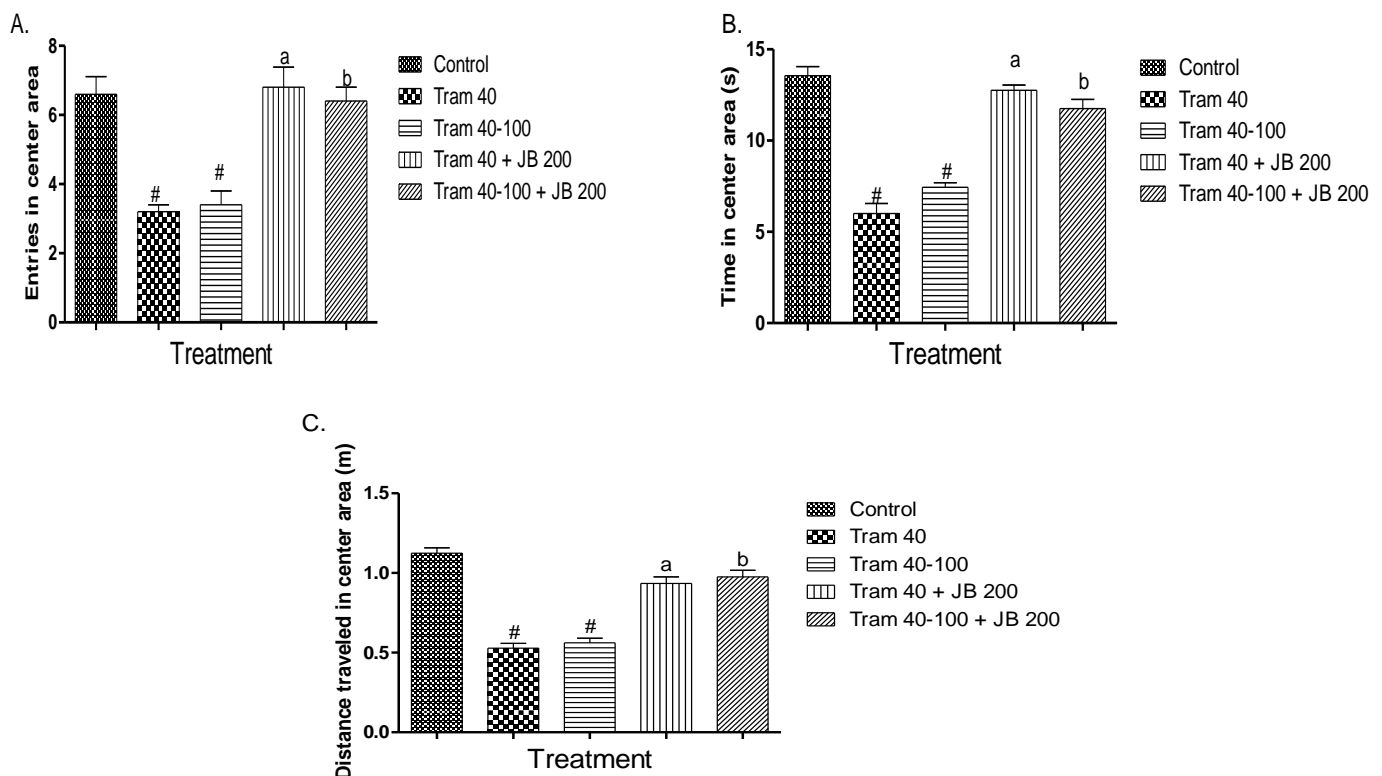 A.
Entries in center area
8
6
4
2
0
#
#
a
b
Treatment
Control
Tram 40
Tram 40-100
Tram 40 + JB 200
Tram 40-100 + JB 200
B.
Time in center area (s)
15
10
5
0
#
#
a
b
Treatment
Control
Tram 40
Tram 40-100
Tram 40 + JB 200
Tram 40-100 + JB 200
C.
Distance traveled in center area (m)
1.5
1.0
0.5
0.0
#
#
a
b
Treatment
Control
Tram 40
Tram 40-100
Tram 40 + JB 200
Tram 40-100 + JB 200